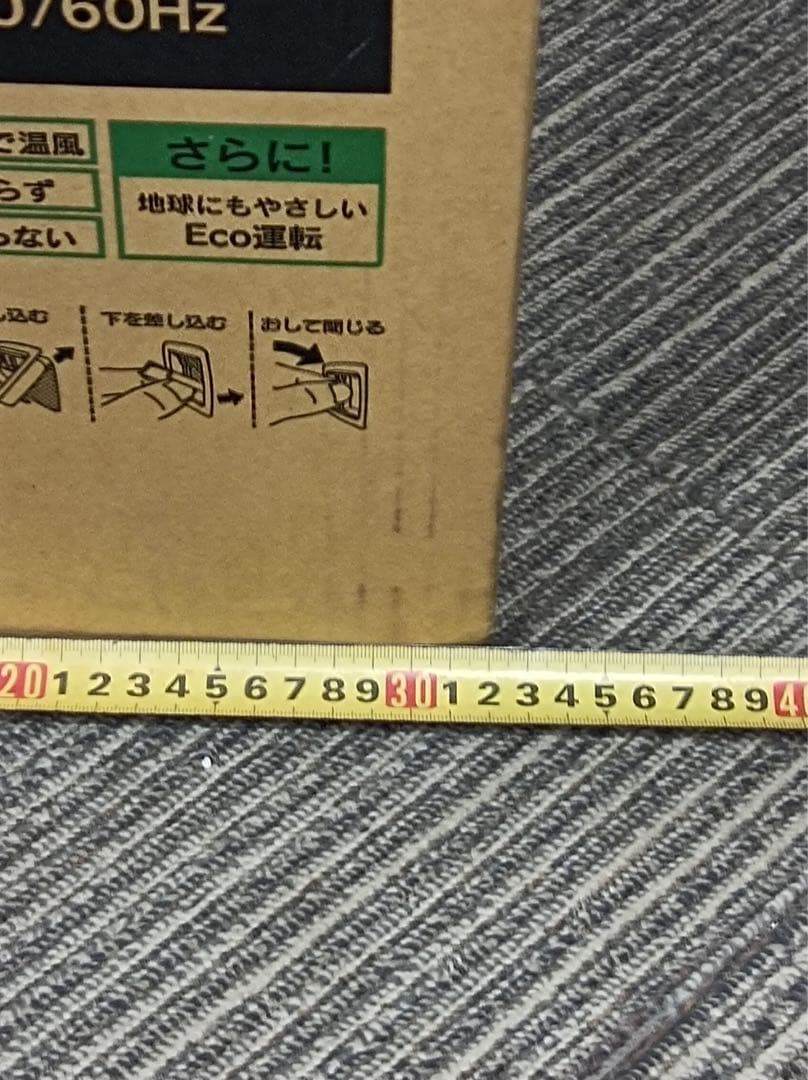 0/60Hz
で温風
らず
らない
さらに!
地球にもやさしい
Eco運転
し込む
下を差し込む
おして閉じる
20 1 2 3 4 5 6 7 8 9 30 1 2 3 4 5 6 7 8 9 4